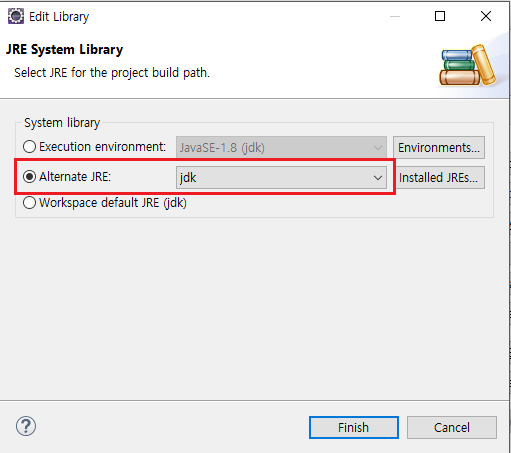 Edit Library
JRE System Library
Select JRE for the project build path.
System library
Execution environment: JavaSE-1.8 (jdk) Environments...
Alternate JRE: jdk Installed JREs...
Workspace default JRE (jdk)
? Finish Cancel